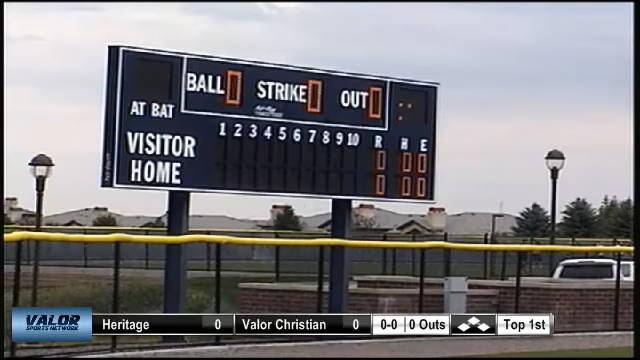 BALL 0 STRIKE 0 OUT 0
AT BAT
1 2 3 4 5 6 7 8 9 10 R H E
VISITOR 0 0 0
HOME 0 0 0
VALOR
SPORTS NETWORK
Heritage 0 Valor Christian 0 0-0 0 Outs Top 1st